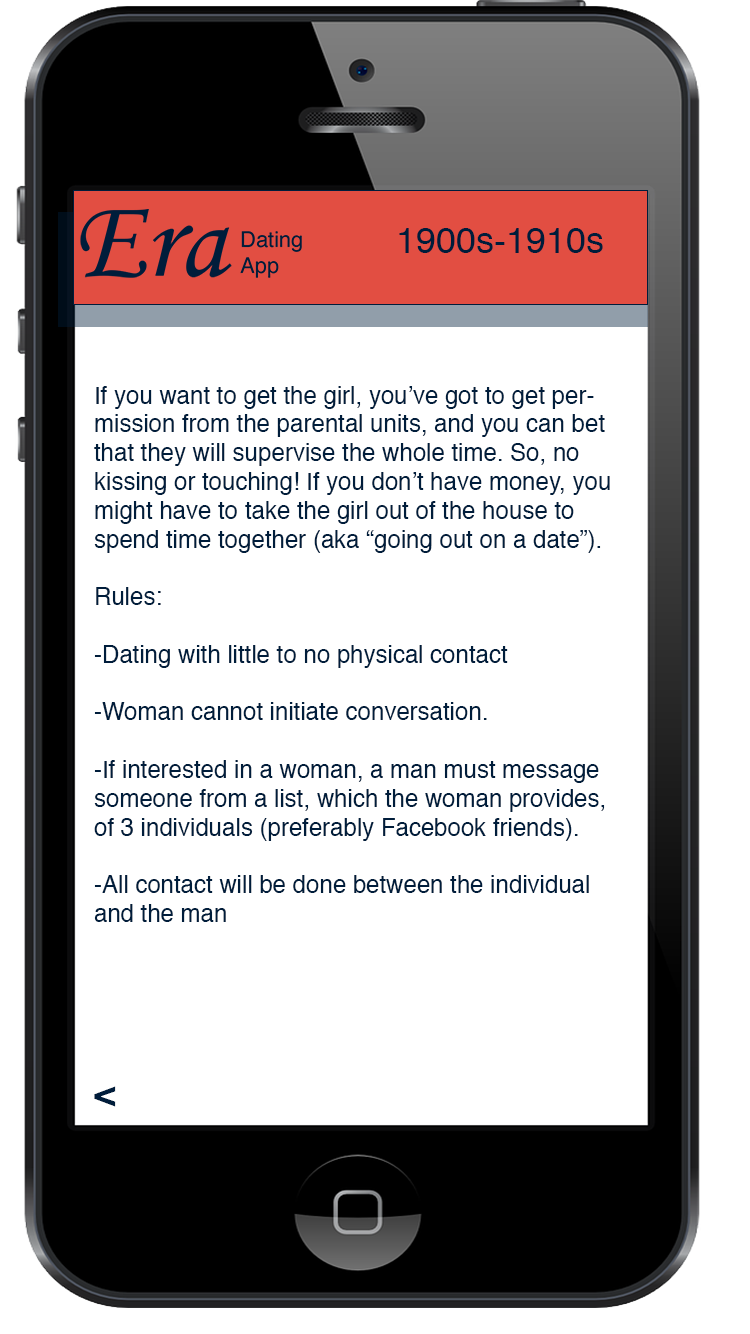 Era Dating App 1900s-1910s
If you want to get the girl, you’ve got to get per-
mission from the parental units, and you can bet
that they will supervise the whole time. So, no
kissing or touching! If you don’t have money, you
might have to take the girl out of the house to
spend time together (aka “going out on a date”).
Rules:
-Dating with little to no physical contact
-Woman cannot initiate conversation.
-If interested in a woman, a man must message
someone from a list, which the woman provides,
of 3 individuals (preferably Facebook friends).
-All contact will be done between the individual
and the man
<